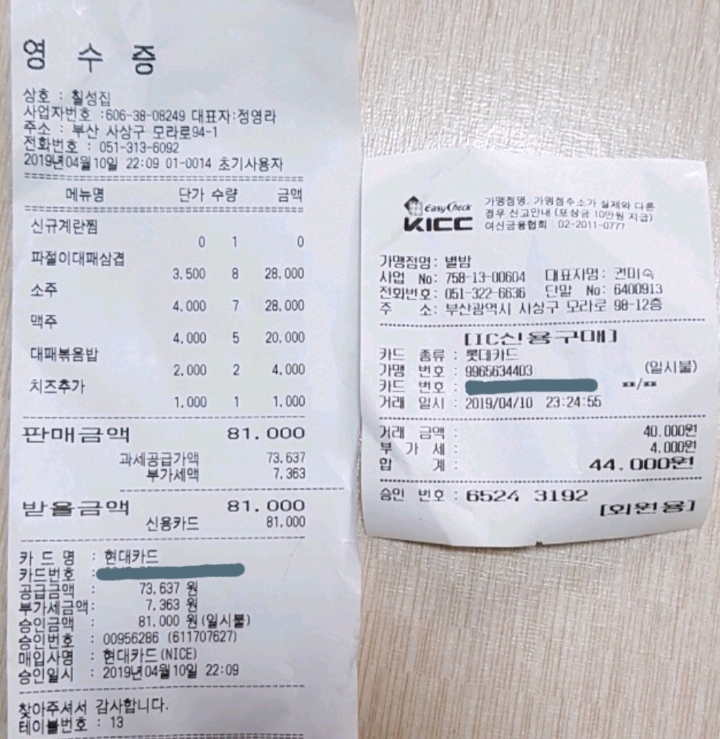 영 수 증
상호 : 칠성집
사업자번호 :606-38-08249 대표자:정영라
주소 : 부산 사상구 모라로94-1
전화번호 : 051-313-6092
2019년04월10일 22:09 01-0014 초기사용자
메뉴명 단가 수량 금액
신규계란찜
0 1 0
파절이대패삼겹
3,500 8 28,000
소주
4,000 7 28,000
맥주
4,000 5 20,000
대패볶음밥
2,000 2 4,000
치즈추가
1,000 1 1,000
판매금액 81,000
과세공급가액 73,637
부가세액 7,363
받을금액 81,000
신용카드 81,000
카 드 명 : 현대카드
카드번호 :
공급금액 : 73,637 원
부가세금액: 7,363 원
승인금액 : 81,000 원(일시불)
승인번호 : 00956286 (611707627)
매입사명 : 현대카드(NICE)
승인일시 : 2019년04월10일 22:09
찾아주셔서 감사합니다.
테이블번호 : 13
EasyCheck
KICC
가맹점명, 가맹점주소가 실제와 다른
경우 신고안내 (포상금 10만원 지급)
여신금융협회 : 02-2011-0777
가맹점명: 별밤
사업 No: 758-13-00604 대표자명: 권미숙
전화번호: 051-322-6636 단말 No: 6400913
주 소: 부산광역시 사상구 모라로 98-12층
[IC신용구매]
카드 종류 : 롯데카드
가맹 번호 : 9965634403 (일시불)
카드 번호 : **/**
거래 일시 : 2019/04/10 23:24:55
거래 금액 : 40,000원
부 가 세 : 4,000원
합 계 : 44,000원
승인 번호 : 6524 3192
[회원용]